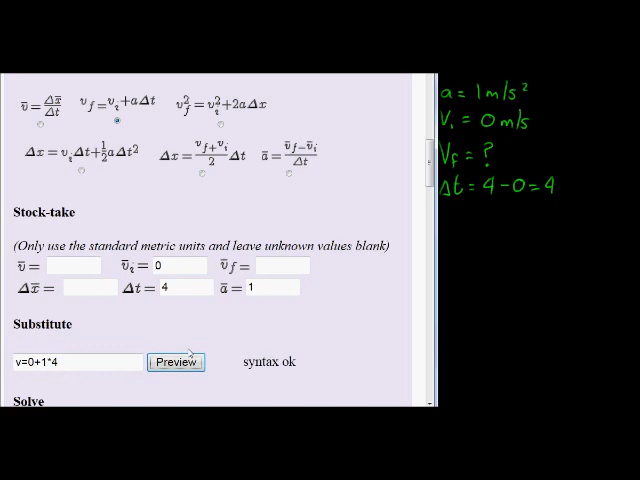 v̅ = Δx̅/Δt v_f = v_i + aΔt v_f² = v_i² + 2aΔx
Δx = v_iΔt + ½aΔt² Δx = (v_f + v_i)/2 Δt a̅ = (v̅_f − v̅_i)/Δt
Stock-take
(Only use the standard metric units and leave unknown values blank)
v̅ = v̅_i = 0 v̅_f =
Δx̅ = Δt = 4 a̅ = 1
Substitute
v=0+1*4 Preview syntax ok
Solve
a = 1 m/s²
V_i = 0 m/s
V_f = ?
Δt = 4 - 0 = 4